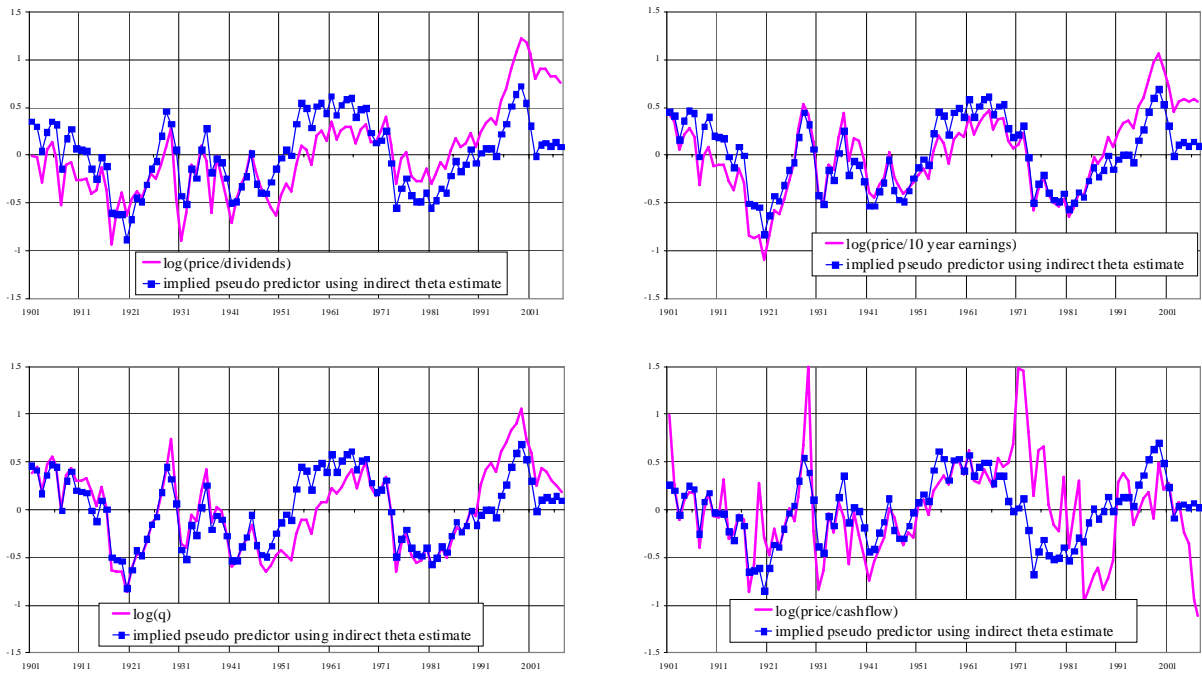 1.5
1
0.5
0
-0.5
-1
-1.5
log(price/dividends)
implied pseudo predictor using indirect theta estimate
1901 1911 1921 1931 1941 1951 1961 1971 1981 1991 2001
1.5
1
0.5
0
-0.5
-1
-1.5
log(price/10 year earnings)
implied pseudo predictor using indirect theta estimate
1901 1911 1921 1931 1941 1951 1961 1971 1981 1991 2001
1.5
1
0.5
0
-0.5
-1
-1.5
log(q)
implied pseudo predictor using indirect theta estimate
1901 1911 1921 1931 1941 1951 1961 1971 1981 1991 2001
1.5
1
0.5
0
-0.5
-1
-1.5
log(price/cashflow)
implied pseudo predictor using indirect theta estimate
1901 1911 1921 1931 1941 1951 1961 1971 1981 1991 2001